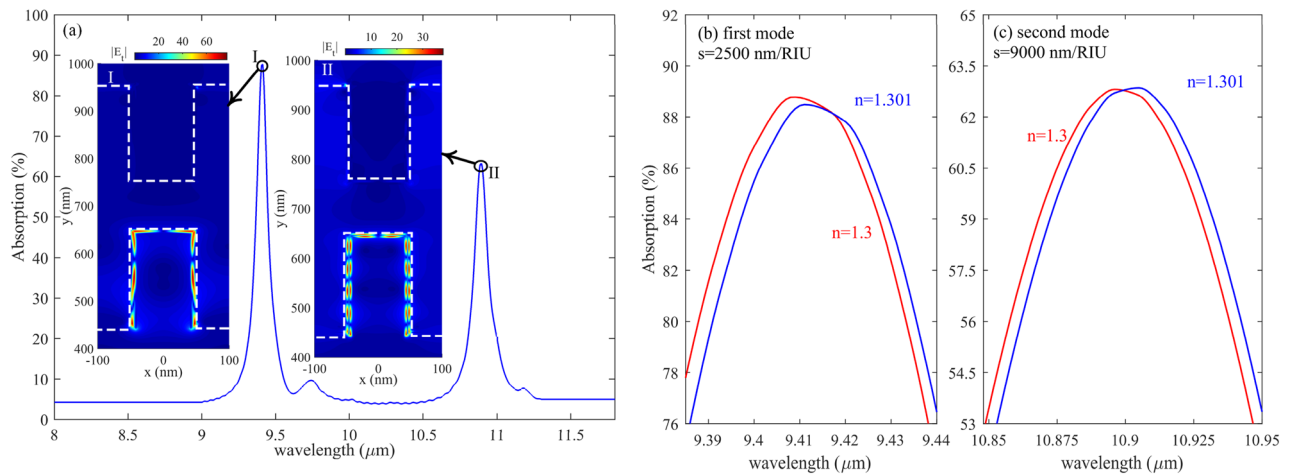 (a)
|E_t|
20 40 60
I
I
|E_t|
10 20 30
II
II
100
90
80
70
60
50
40
30
20
10
0
Absorption (%)
8 8.5 9 9.5 10 10.5 11 11.5
wavelength (μm)
1000
900
800
700
600
500
400
y (nm)
-100 0 100
x (nm)
1000
900
800
700
600
500
400
y (nm)
-100 0 100
x (nm)
(b) first mode
s=2500 nm/RIU
n=1.301
n=1.3
92
90
88
86
84
82
80
78
76
Absorption (%)
9.39 9.4 9.41 9.42 9.43 9.44
wavelength (μm)
(c) second mode
s=9000 nm/RIU
n=1.301
n=1.3
65
63.5
62
60.5
59
57.5
56
54.5
53
10.85 10.875 10.9 10.925 10.95
wavelength (μm)